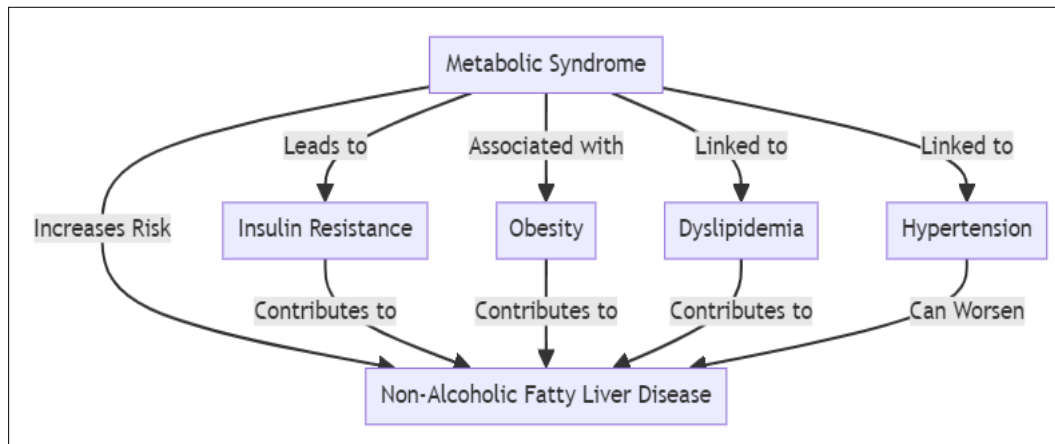 Metabolic Syndrome
Leads to
Associated with
Linked to
Linked to
Increases Risk
Insulin Resistance
Obesity
Dyslipidemia
Hypertension
Contributes to
Contributes to
Contributes to
Can Worsen
Non-Alcoholic Fatty Liver Disease